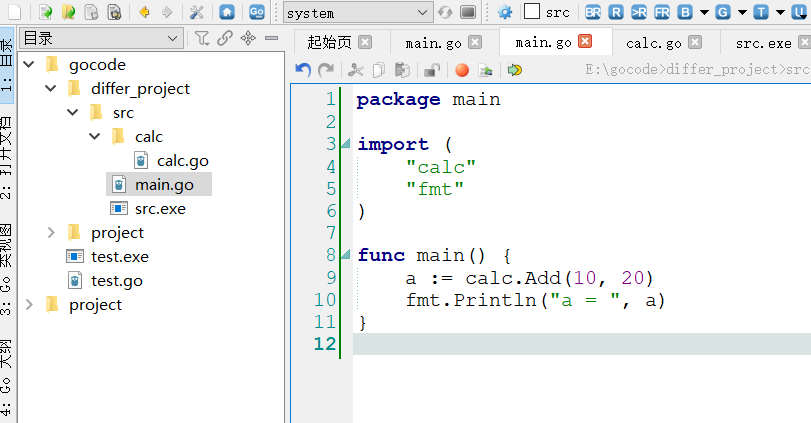 system
src
BR R >R FR B G T U
目录
1: 目录
2: 打开文档
3: Go 类视图
4: Go 大纲
gocode
differ_project
src
calc
calc.go
main.go
src.exe
project
test.exe
test.go
project
起始页 main.go main.go calc.go src.exe
E:\gocode>differ_project>src
1 package main
2
3 import (
4 "calc"
5 "fmt"
6 )
7
8 func main() {
9 a := calc.Add(10, 20)
10 fmt.Println("a = ", a)
11 }
12